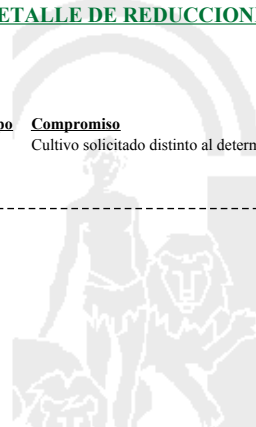 ETALLE DE REDUCCION
po Compromiso
Cultivo solicitado distinto al determ